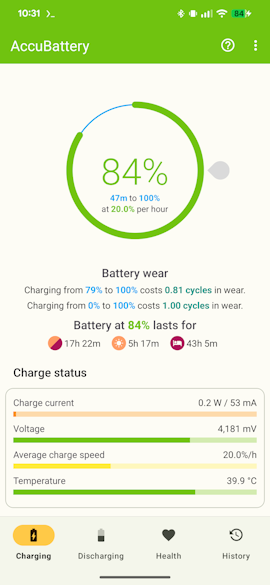 10:31 >_ 84
AccuBattery
84%
47m to 100%
at 20.0% per hour
Battery wear
Charging from 79% to 100% costs 0.81 cycles in wear.
Charging from 0% to 100% costs 1.00 cycles in wear.
Battery at 84% lasts for
17h 22m 5h 17m 43h 5m
Charge status
Charge current 0.2 W / 53 mA
Voltage 4,181 mV
Average charge speed 20.0%/h
Temperature 39.9 °C
Charging Discharging Health History